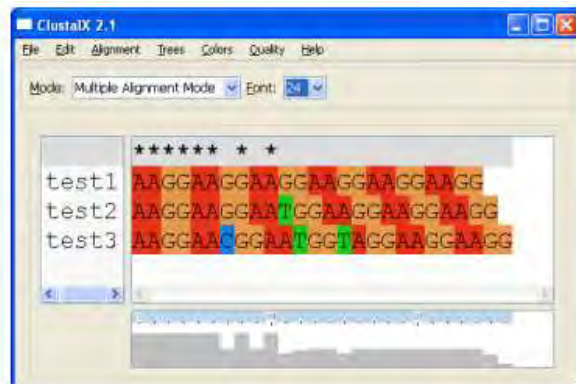 ClustalX 2.1
File Edit Alignment Trees Colors Quality Help
Mode: Multiple Alignment Mode Font: 24
****** * *
test1 AAGGAAGGAAGGAAGGAAGGAAGG
test2 AAGGAAGGAATGGAAGGAAGGAAGG
test3 AAGGAACGGAATGGTAGGAAGGAAGG